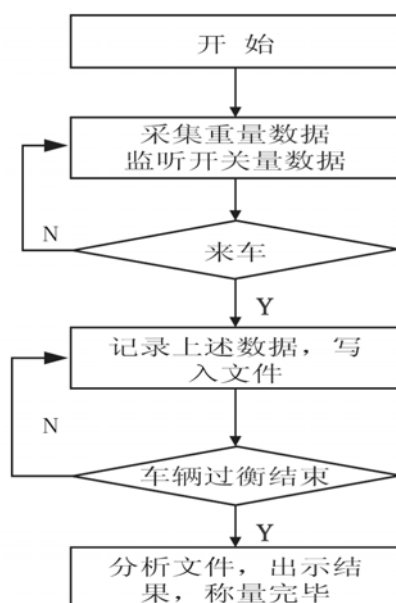 开 始
采集重量数据
监听开关量数据
N
来车
Y
记录上述数据，写
入文件
N
车辆过衡结束
Y
分析文件，出示结
果，称量完毕